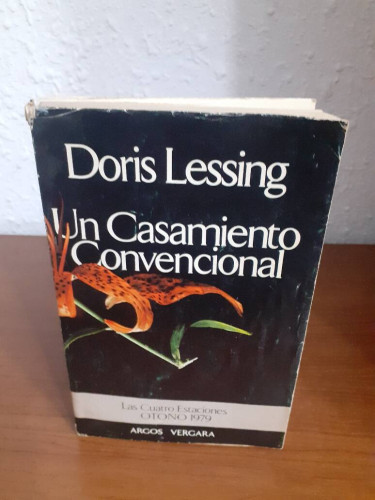 Doris Lessing
Un Casamiento
Convencional
Las Cuatro Estaciones
OTOÑO 1979
ARGOS VERGARA